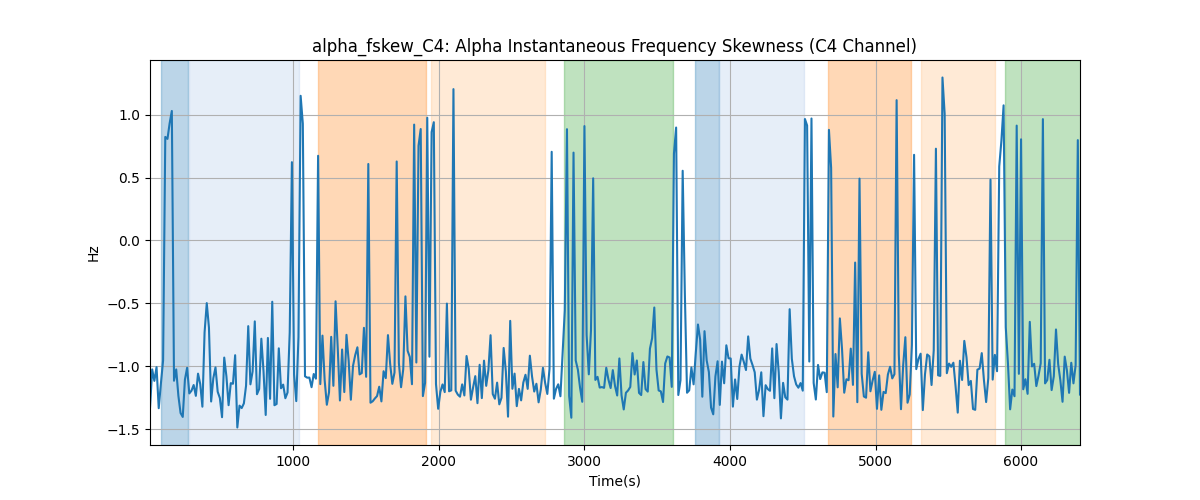 alpha_fskew_C4: Alpha Instantaneous Frequency Skewness (C4 Channel)
1.0
0.5
0.0
−0.5
−1.0
−1.5
Hz
1000 2000 3000 4000 5000 6000
Time(s)